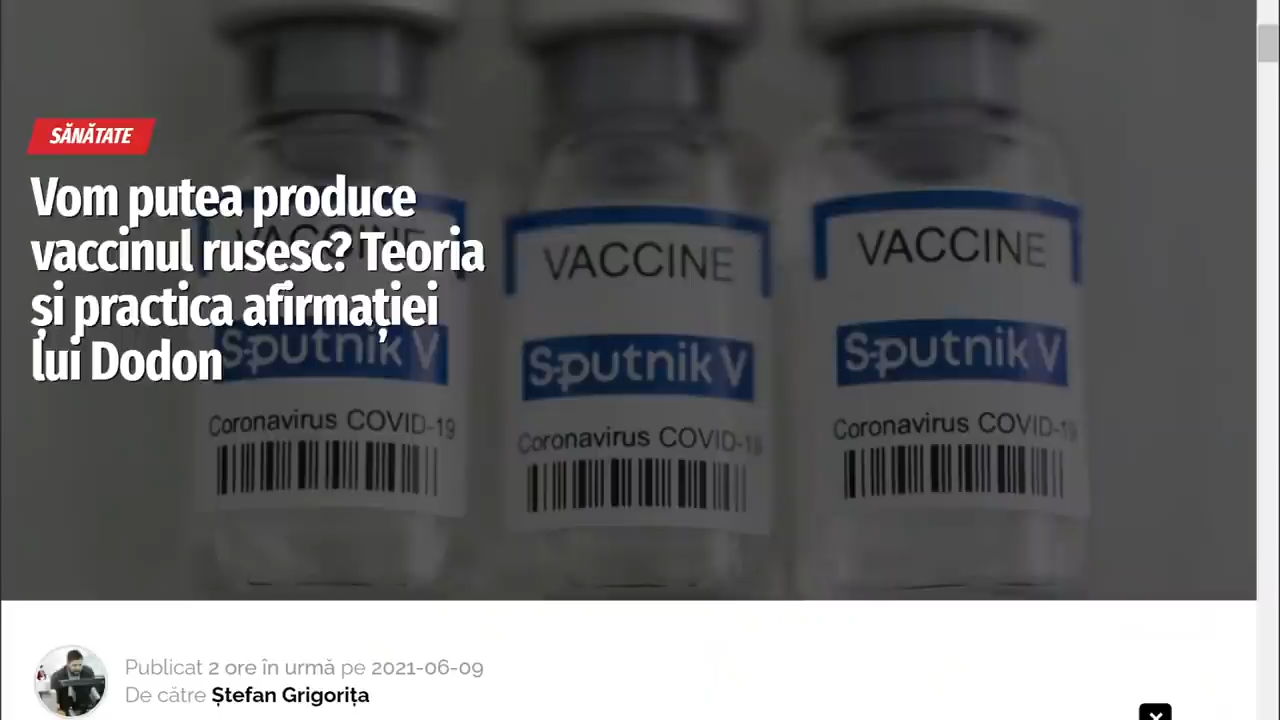 SĂNĂTATE
Vom putea produce
vaccinul rusesc? Teoria
și practica afirmației
lui Dodon
VACCINE
Sputnik V
Coronavirus COVID-19
VACCINE
Sputnik V
Coronavirus COVID-19
VACCINE
Sputnik V
Coronavirus COVID-19
Publicat 2 ore în urmă pe 2021-06-09
De către Ștefan Grigorița